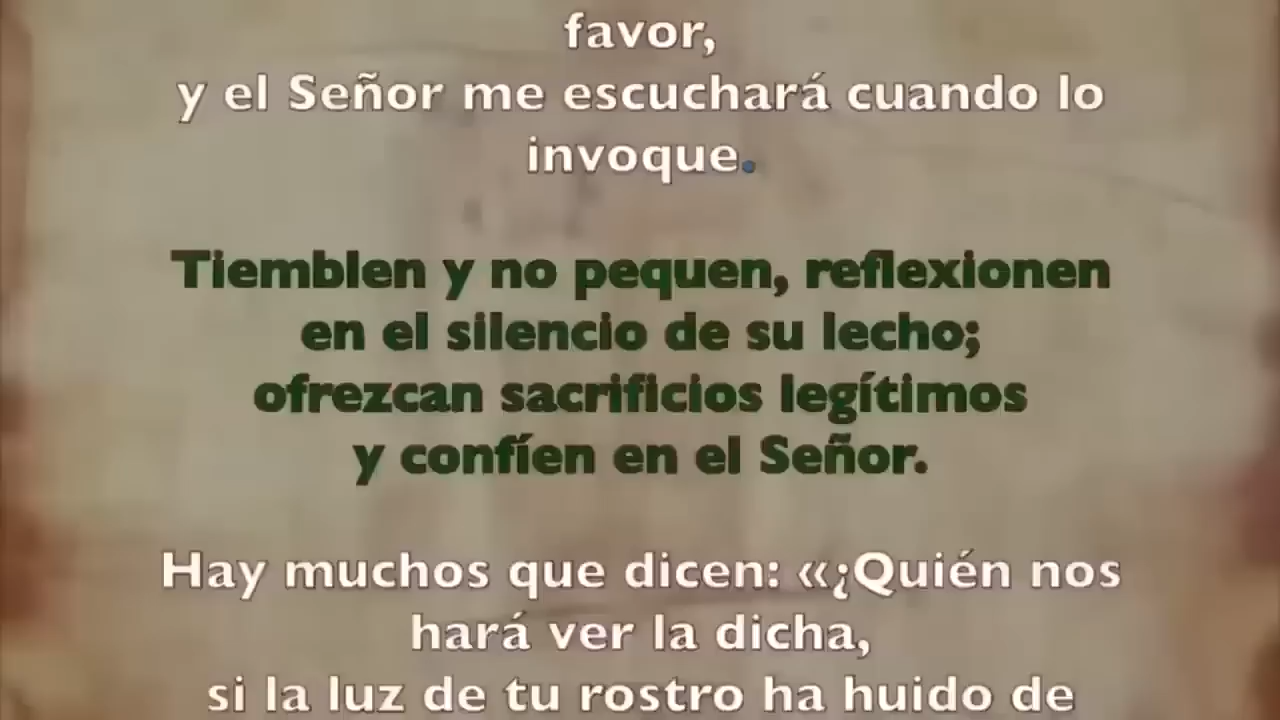 favor,
y el Señor me escuchará cuando lo
invoque.
Tiemblen y no pequen, reflexionen
en el silencio de su lecho;
ofrezcan sacrificios legítimos
y confíen en el Señor.
Hay muchos que dicen: «¿Quién nos
hará ver la dicha,
si la luz de tu rostro ha huido de